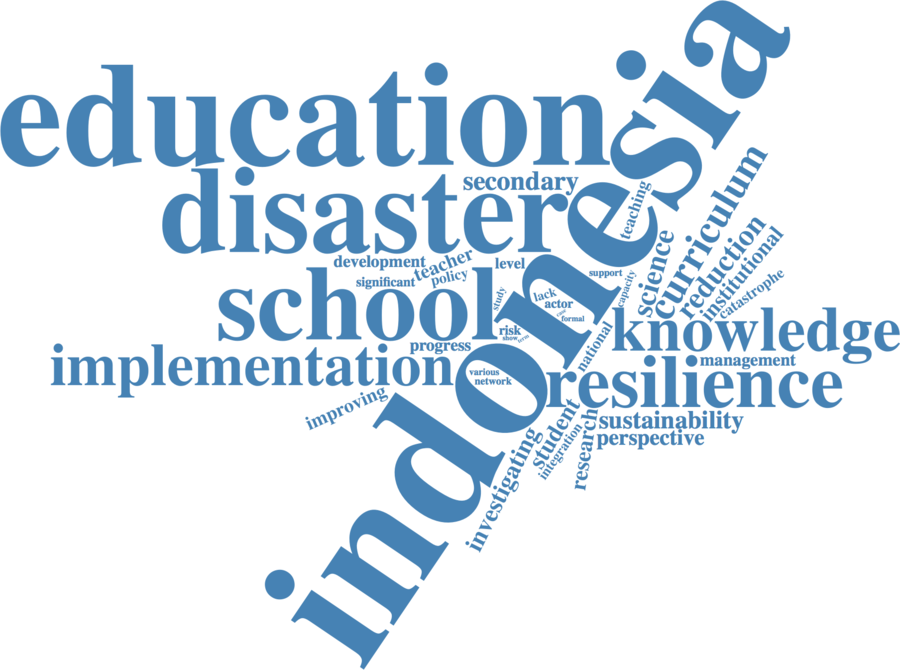 indonesia
education
disaster
secondary
teaching
school
development
teacher
level
significant
policy
support
science
curriculum
reduction
institutional
catastrophe
capacity
study
lack
actor
formal
risk
show
term
national
knowledge
progress
implementation
various
network
management
resilience
improving
sustainability
perspective
student
integration
research
investigating